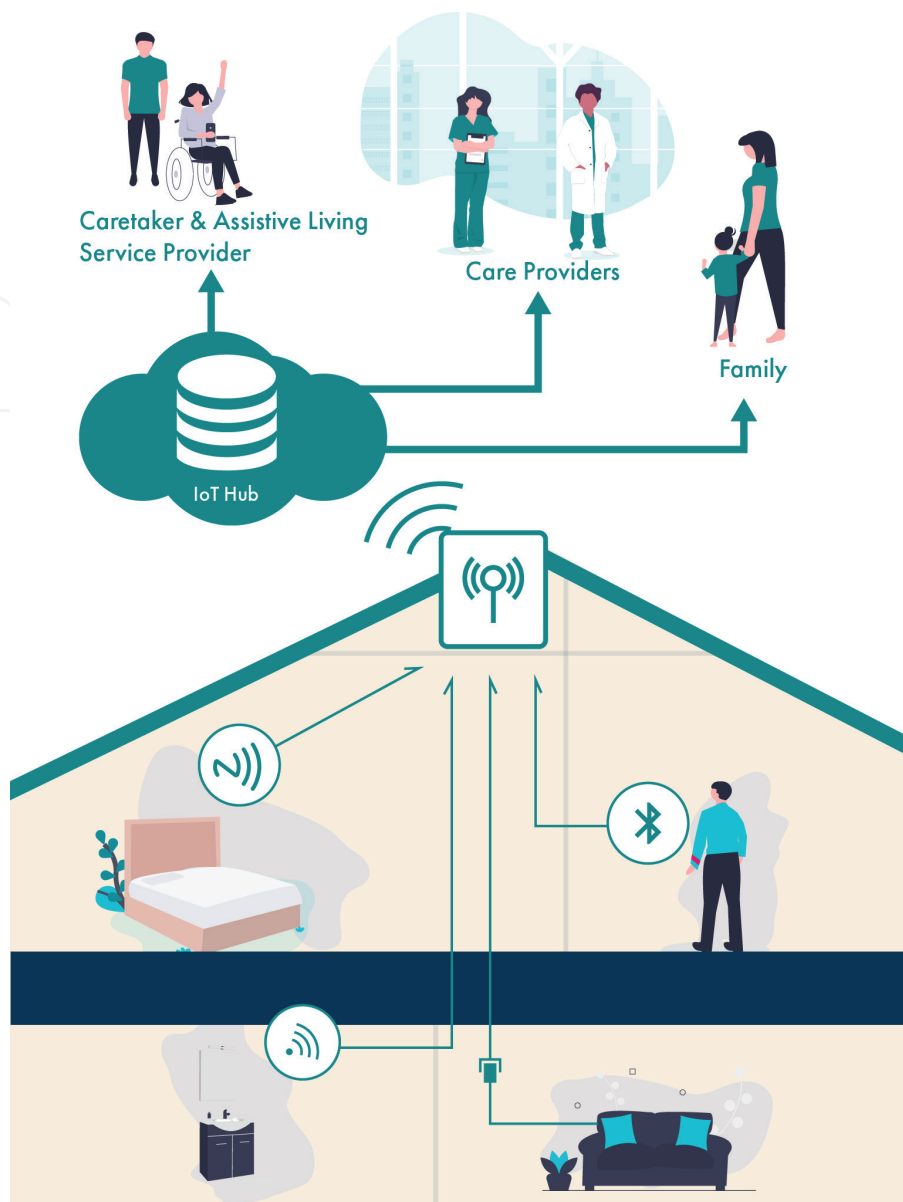 Caretaker & Assistive Living
Service Provider
Care Providers
Family
IoT Hub